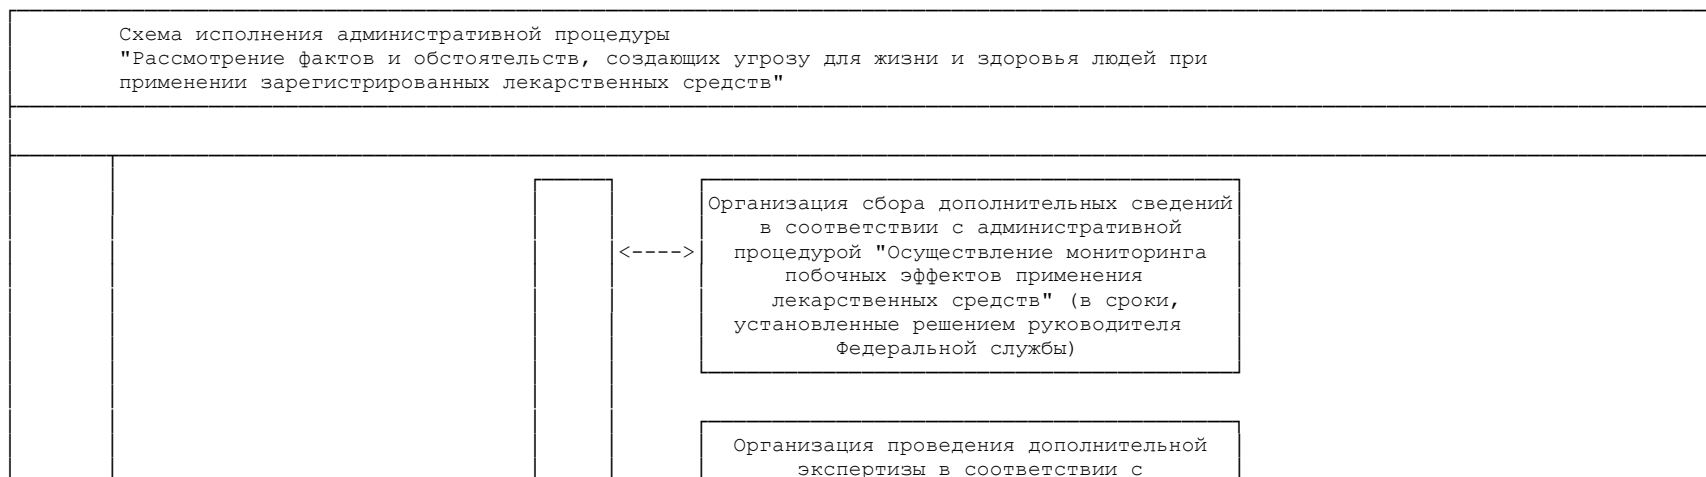 Схема исполнения административной процедуры
"Рассмотрение фактов и обстоятельств, создающих угрозу для жизни и здоровья людей при
применении зарегистрированных лекарственных средств"
Организация сбора дополнительных сведений
в соответствии с административной
<----> процедурой "Осуществление мониторинга
побочных эффектов применения
лекарственных средств" (в сроки,
установленные решением руководителя
Федеральной службы)
Организация проведения дополнительной
экспертизы в соответствии с